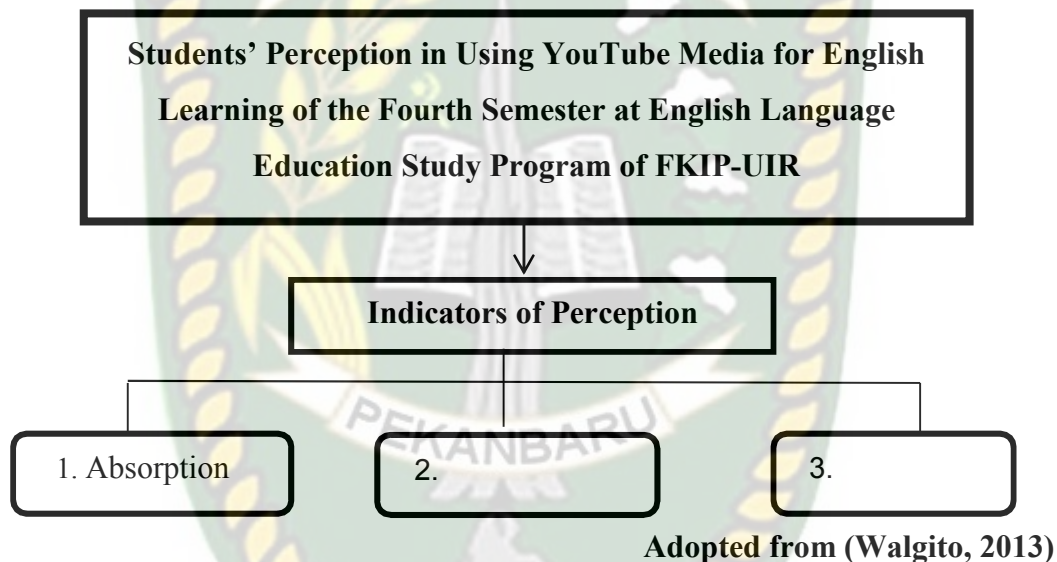 Students’ Perception in Using YouTube Media for English
Learning of the Fourth Semester at English Language
Education Study Program of FKIP-UIR
Indicators of Perception
PEKANBARU
1. Absorption
2.
3.
Adopted from (Walgito, 2013)